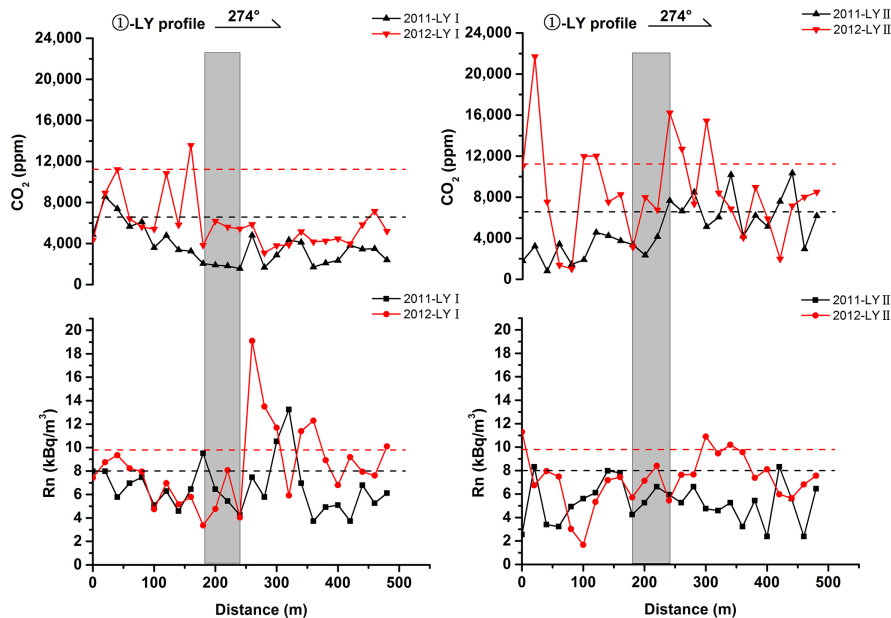 ①-LY profile 274°
2011-LY Ⅰ
2012-LY Ⅰ
24,000
20,000
16,000
12,000
8,000
4,000
0
CO2 (ppm)
2011-LY Ⅰ
2012-LY Ⅰ
20
18
16
14
12
10
8
6
4
2
0
Rn (kBq/m3)
0 100 200 300 400 500
Distance (m)
①-LY profile 274°
2011-LY Ⅱ
2012-LY Ⅱ
24,000
20,000
16,000
12,000
8,000
4,000
0
CO2 (ppm)
2011-LY Ⅱ
2012-LY Ⅱ
20
18
16
14
12
10
8
6
4
2
0
Rn (kBq/m3)
0 100 200 300 400 500
Distance (m)